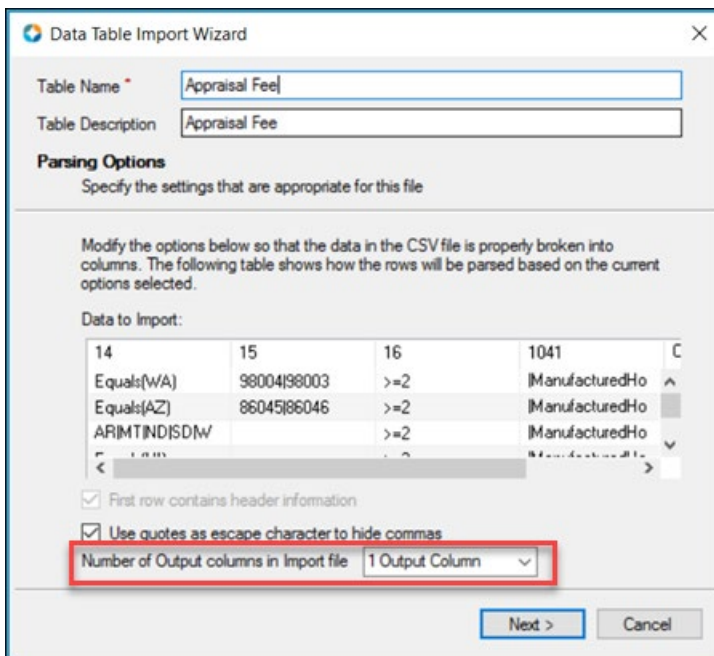 Data Table Import Wizard
Table Name * Appraisal Fee
Table Description Appraisal Fee
Parsing Options
Specify the settings that are appropriate for this file
Modify the options below so that the data in the CSV file is properly broken into
columns. The following table shows how the rows will be parsed based on the current
options selected.
Data to Import:
14 15 16 1041
Equals(WA) 98004|98003 >=2 |ManufacturedHo
Equals(AZ) 86045|86046 >=2 |ManufacturedHo
AR|MT|ND|SD|W >=2 |ManufacturedHo
First row contains header information
Use quotes as escape character to hide commas
Number of Output columns in Import file 1 Output Column
Next > Cancel